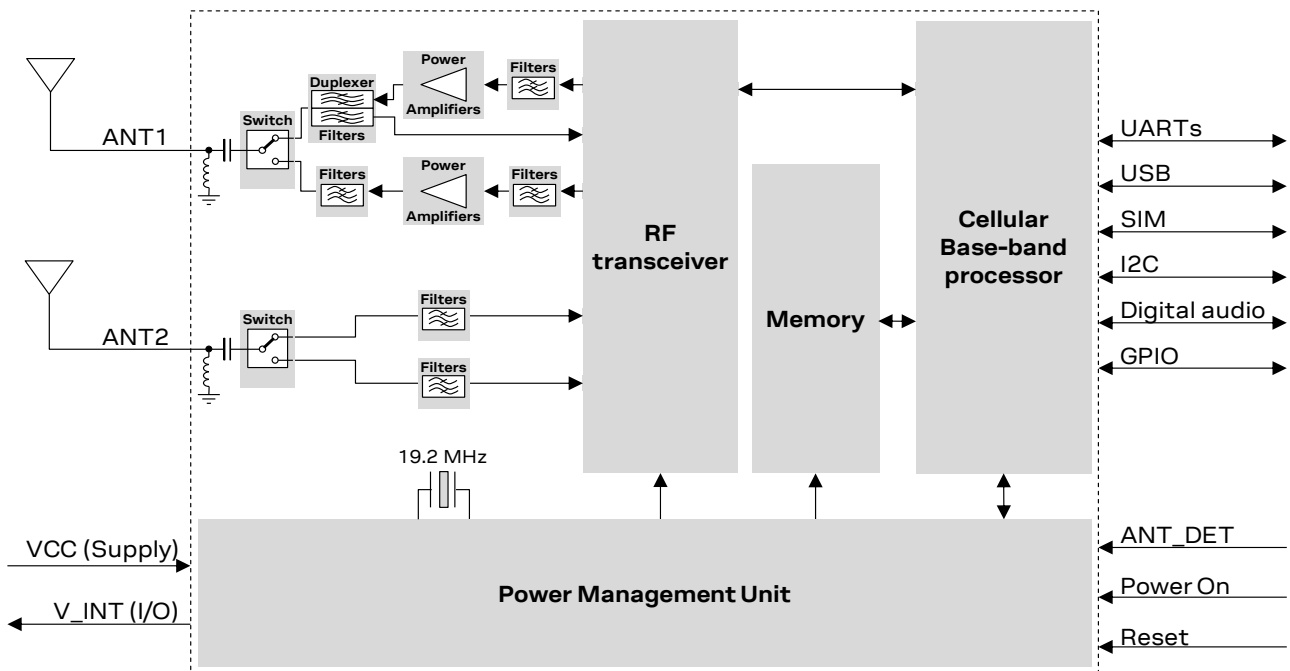 Power
Amplifiers
Filters
Duplexer
Filters
Switch
ANT1
Filters
Power
Amplifiers
Filters
RF
transceiver
Memory
Cellular
Base-band
processor
UARTs
USB
SIM
I2C
Digital audio
GPIO
ANT2
Switch
Filters
Filters
19.2 MHz
VCC (Supply)
V_INT (I/O)
Power Management Unit
ANT_DET
Power On
Reset